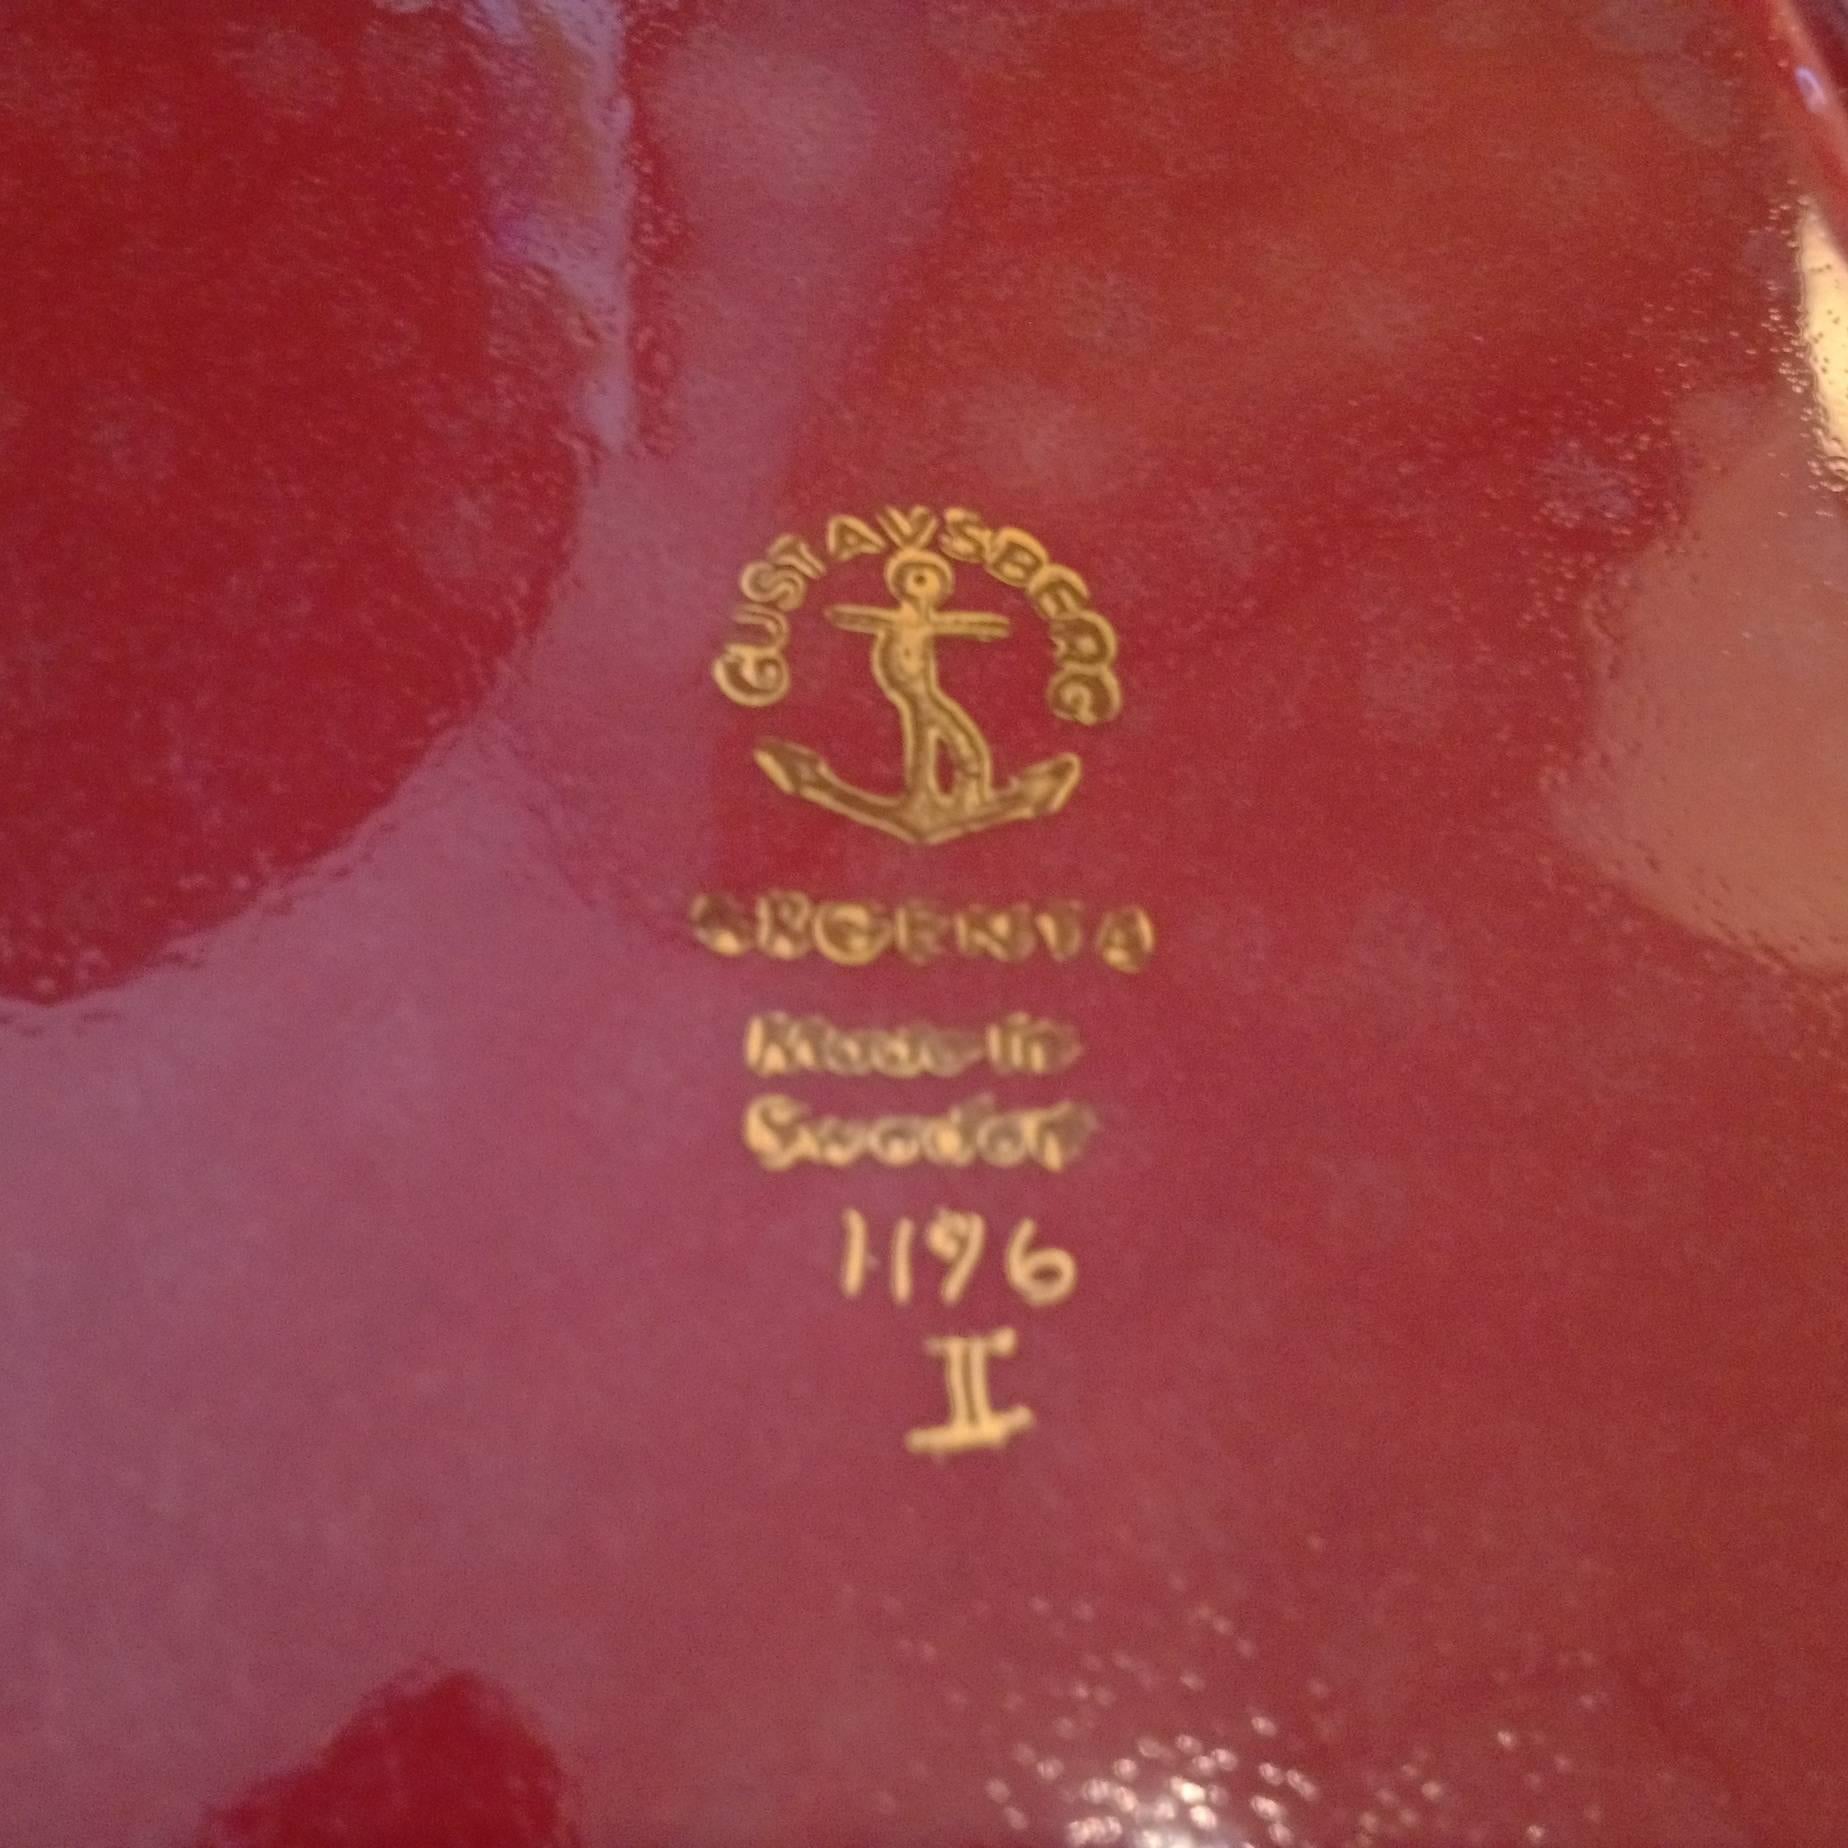 GUSTAVSBERG
ARGENTA
Made in
Sweden
1196
II